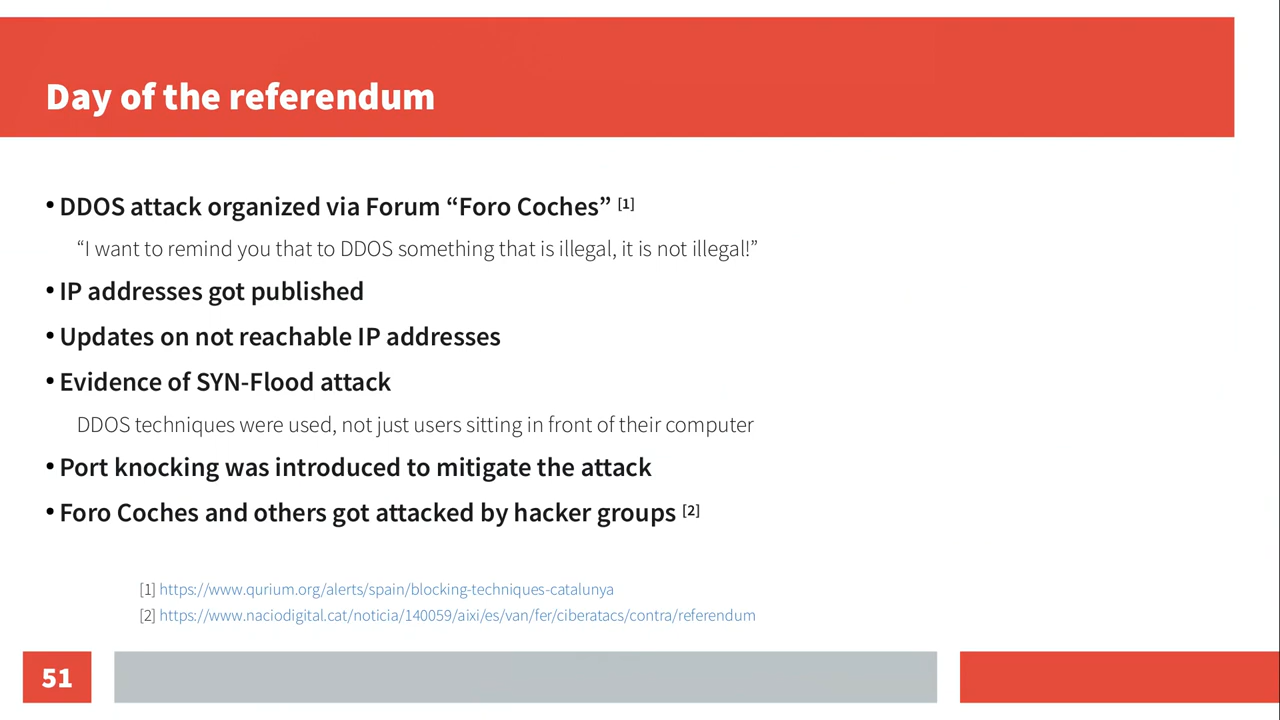 Day of the referendum
• DDOS attack organized via Forum “Foro Coches” [1]
“I want to remind you that to DDOS something that is illegal, it is not illegal!”
• IP addresses got published
• Updates on not reachable IP addresses
• Evidence of SYN-Flood attack
DDOS techniques were used, not just users sitting in front of their computer
• Port knocking was introduced to mitigate the attack
• Foro Coches and others got attacked by hacker groups [2]
[1] https://www.qurium.org/alerts/spain/blocking-techniques-catalunya
[2] https://www.naciodigital.cat/noticia/140059/aixi/es/van/fer/ciberatacs/contra/referendum
51